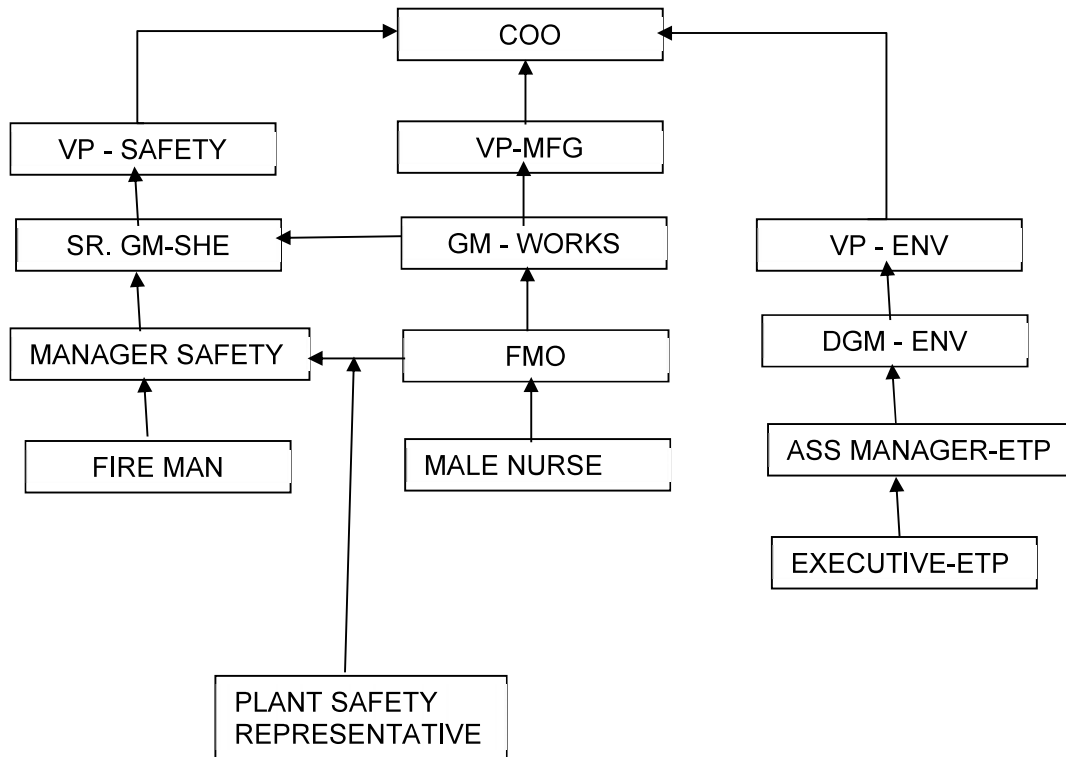 COO
VP - SAFETY
VP-MFG
SR. GM-SHE
GM - WORKS
VP - ENV
MANAGER SAFETY
FMO
DGM - ENV
FIRE MAN
MALE NURSE
ASS MANAGER-ETP
EXECUTIVE-ETP
PLANT SAFETY
REPRESENTATIVE